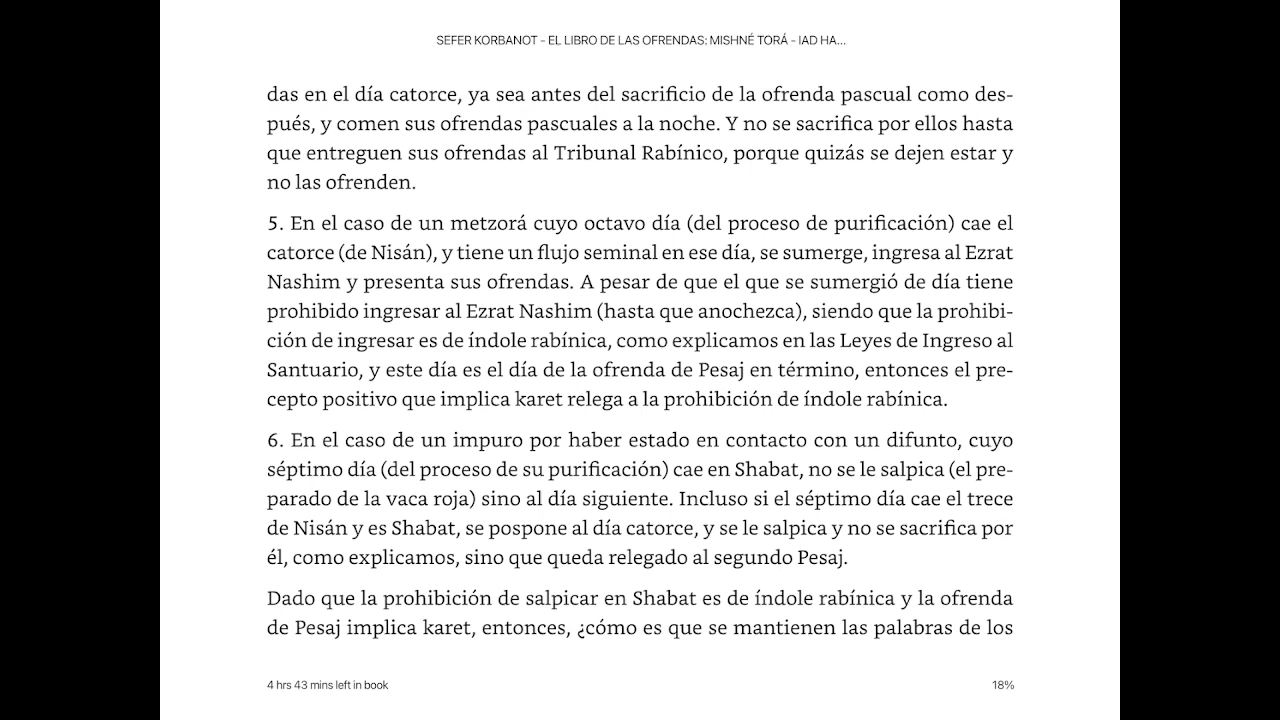 SEFER KORBANOT - EL LIBRO DE LAS OFRENDAS: MISHNÉ TORÁ - IAD HA...
das en el día catorce, ya sea antes del sacrificio de la ofrenda pascual como des-
pués, y comen sus ofrendas pascuales a la noche. Y no se sacrifica por ellos hasta
que entreguen sus ofrendas al Tribunal Rabínico, porque quizás se dejen estar y
no las ofrenden.
5. En el caso de un metzorá cuyo octavo día (del proceso de purificación) cae el
catorce (de Nisán), y tiene un flujo seminal en ese día, se sumerge, ingresa al Ezrat
Nashim y presenta sus ofrendas. A pesar de que el que se sumergió de día tiene
prohibido ingresar al Ezrat Nashim (hasta que anochezca), siendo que la prohibi-
ción de ingresar es de índole rabínica, como explicamos en las Leyes de Ingreso al
Santuario, y este día es el día de la ofrenda de Pesaj en término, entonces el pre-
cepto positivo que implica karet relega a la prohibición de índole rabínica.
6. En el caso de un impuro por haber estado en contacto con un difunto, cuyo
séptimo día (del proceso de su purificación) cae en Shabat, no se le salpica (el pre-
parado de la vaca roja) sino al día siguiente. Incluso si el séptimo día cae el trece
de Nisán y es Shabat, se pospone al día catorce, y se le salpica y no se sacrifica por
él, como explicamos, sino que queda relegado al segundo Pesaj.
Dado que la prohibición de salpicar en Shabat es de índole rabínica y la ofrenda
de Pesaj implica karet, entonces, ¿cómo es que se mantienen las palabras de los
4 hrs 43 mins left in book
18%